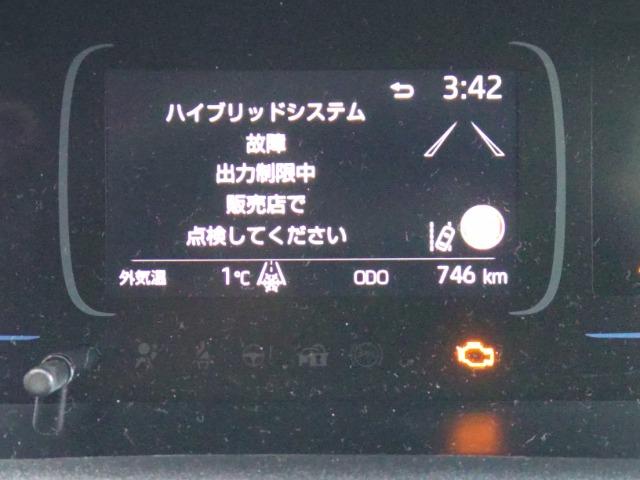 3:42
ハイブリッドシステム
故障
出力制限中
販売店で
点検してください
外気温 1℃ ODO 746 km